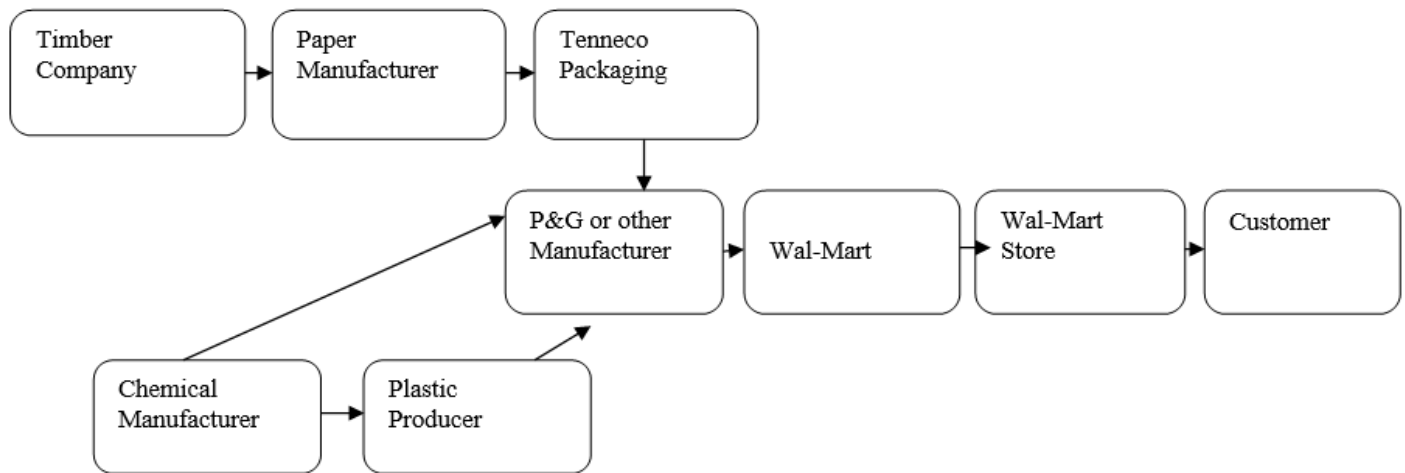 Timber
Company
Paper
Manufacturer
Tenneco
Packaging
P&G or other
Manufacturer
Wal-Mart
Wal-Mart
Store
Customer
Chemical
Manufacturer
Plastic
Producer